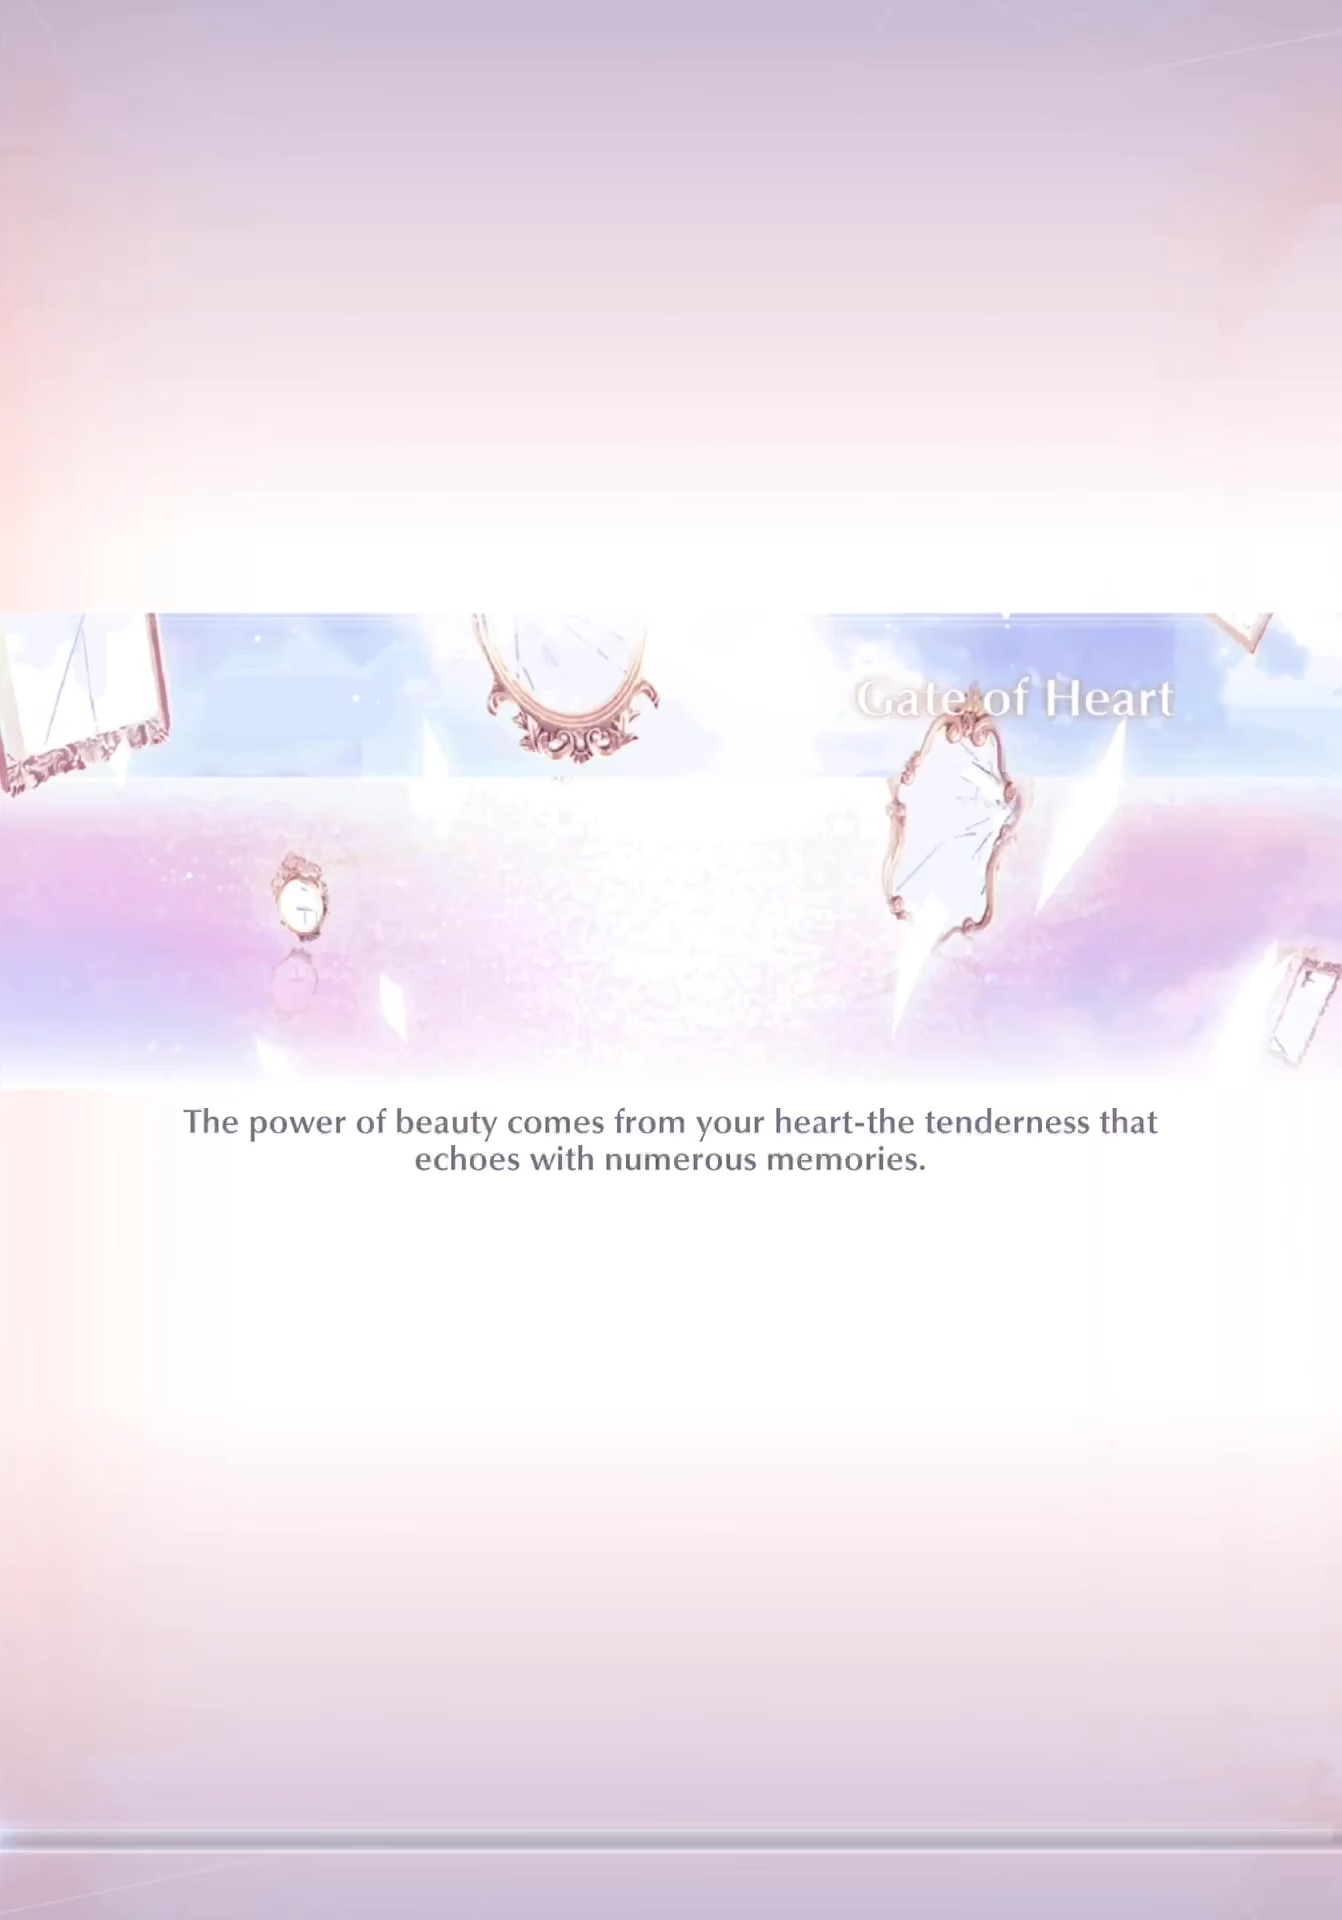 Gate of Heart
The power of beauty comes from your heart-the tenderness that
echoes with numerous memories.